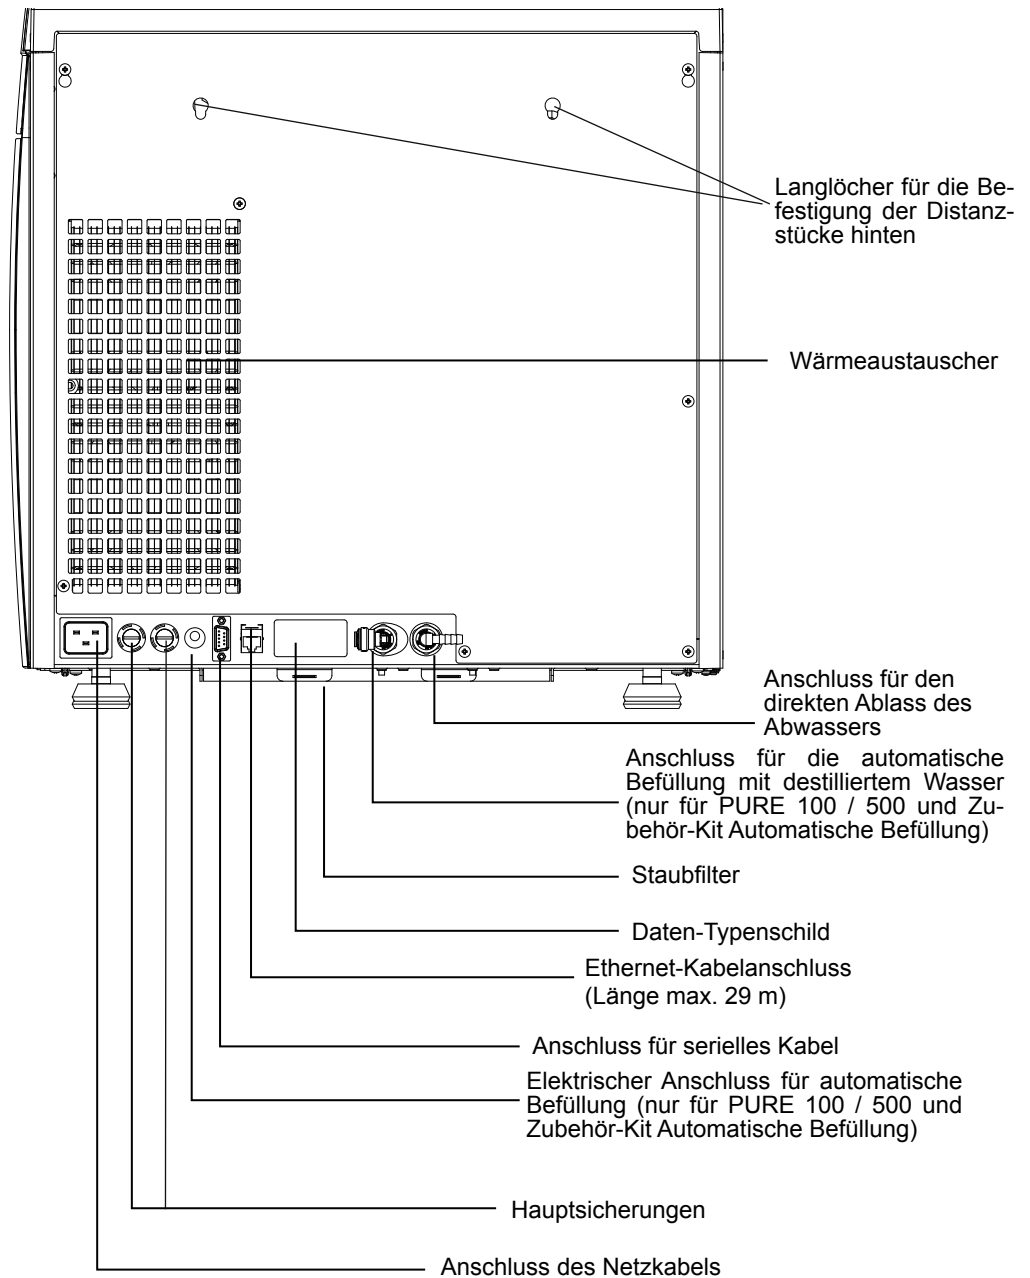 Langlöcher für die Be-
festigung der Distanz-
stücke hinten
Wärmeaustauscher
Anschluss für den
direkten Ablass des
Abwassers
Anschluss für die automatische
Befüllung mit destilliertem Wasser
(nur für PURE 100 / 500 und Zu-
behör-Kit Automatische Befüllung)
Staubfilter
Daten-Typenschild
Ethernet-Kabelanschluss
(Länge max. 29 m)
Anschluss für serielles Kabel
Elektrischer Anschluss für automatische
Befüllung (nur für PURE 100 / 500 und
Zubehör-Kit Automatische Befüllung)
Hauptsicherungen
Anschluss des Netzkabels